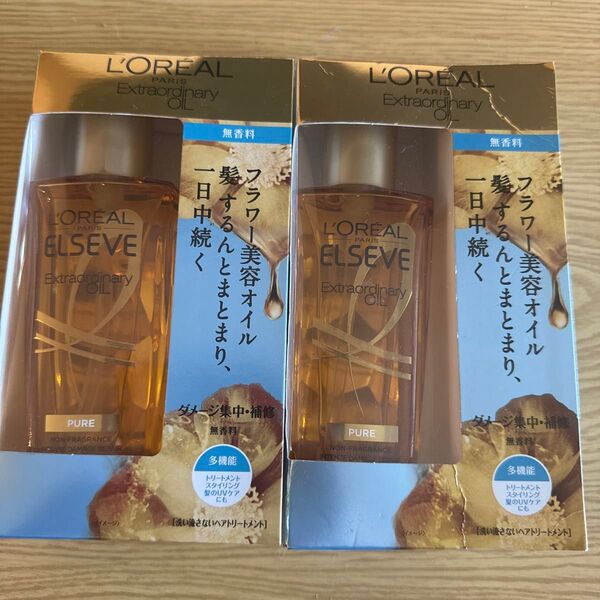 L'ORÉAL
PARIS
Extraordinary
OIL
無香料
フラワー美容オイル
髪するんとまとまり、
一日中続く
L'ORÉAL
PARIS
ELSEVE
Extraordinary
OIL
PURE
NON-FRAGRANCE
ダメージ集中・補修
無香料
多機能
トリートメント
スタイリング
髪のUVケア
にも
イメージ)
[洗い流さないヘアトリートメント]
L'ORÉAL
PARIS
Extraordinary
OIL
無香料
フラワー美容オイル
髪するんとまとまり、
一日中続く
L'ORÉAL
PARIS
ELSEVE
Extraordinary
OIL
PURE
NON-FRAGRANCE
INTENSE DAMAGE
ダメージ集中・補修
無香料
多機能
トリートメント
スタイリング
髪のUVケア
にも
イメージ)
[洗い流さないヘアトリートメント]